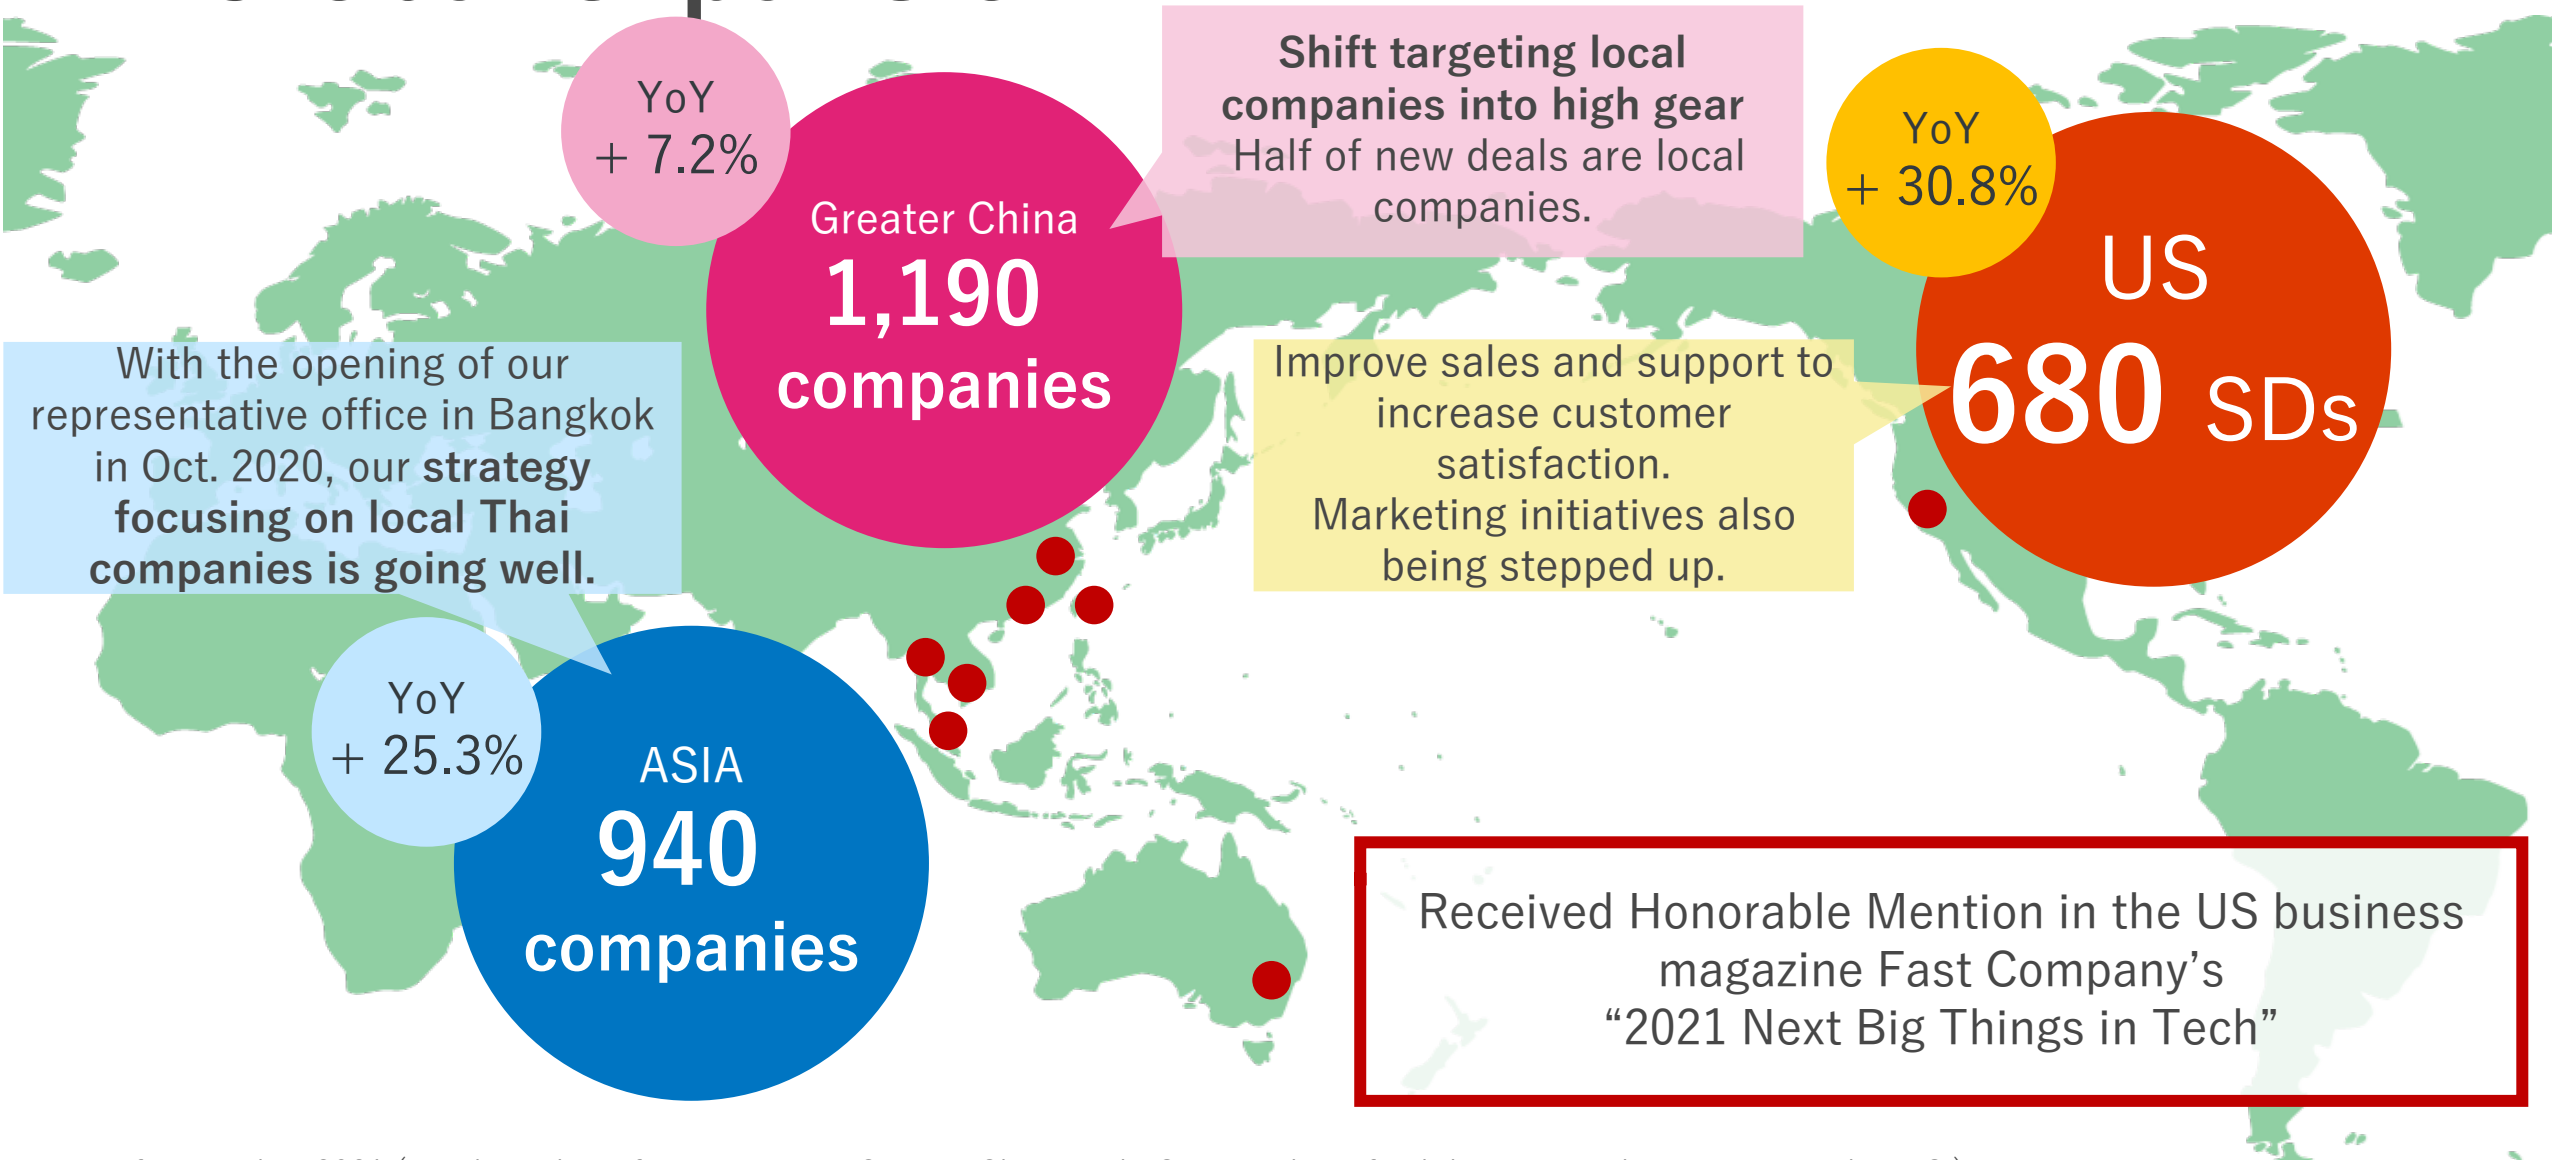 YoY
+ 7.2%
Greater China
1,190
companies
Shift targeting local
companies into high gear
Half of new deals are local
companies.
YoY
+ 30.8%
US
680 SDs
With the opening of our
representative office in Bangkok
in Oct. 2020, our strategy
focusing on local Thai
companies is going well.
Improve sales and support to
increase customer
satisfaction.
Marketing initiatives also
being stepped up.
YoY
+ 25.3%
ASIA
940
companies
Received Honorable Mention in the US business
magazine Fast Company’s
“2021 Next Big Things in Tech”